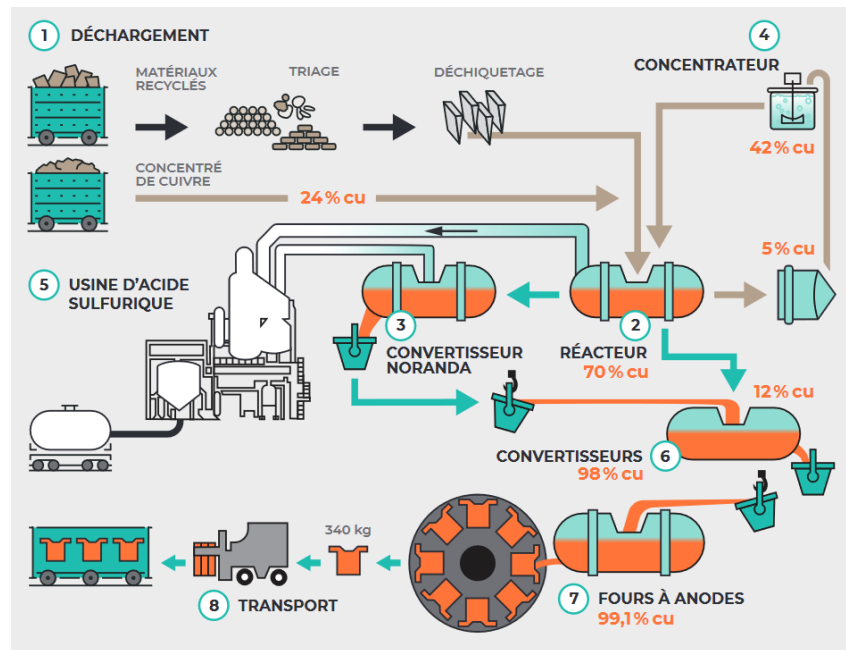 1 DÉCHARGEMENT
MATÉRIAUX
RECYCLÉS
TRIAGE
DÉCHIQUETAGE
4
CONCENTRATEUR
42 % cu
CONCENTRÉ
DE CUIVRE
24 % cu
5 % cu
5 USINE D'ACIDE
SULFURIQUE
3
CONVERTISSEUR
NORANDA
2
RÉACTEUR
70 % cu
12 % cu
CONVERTISSEURS 6
98 % cu
340 kg
8 TRANSPORT
7 FOURS À ANODES
99,1 % cu